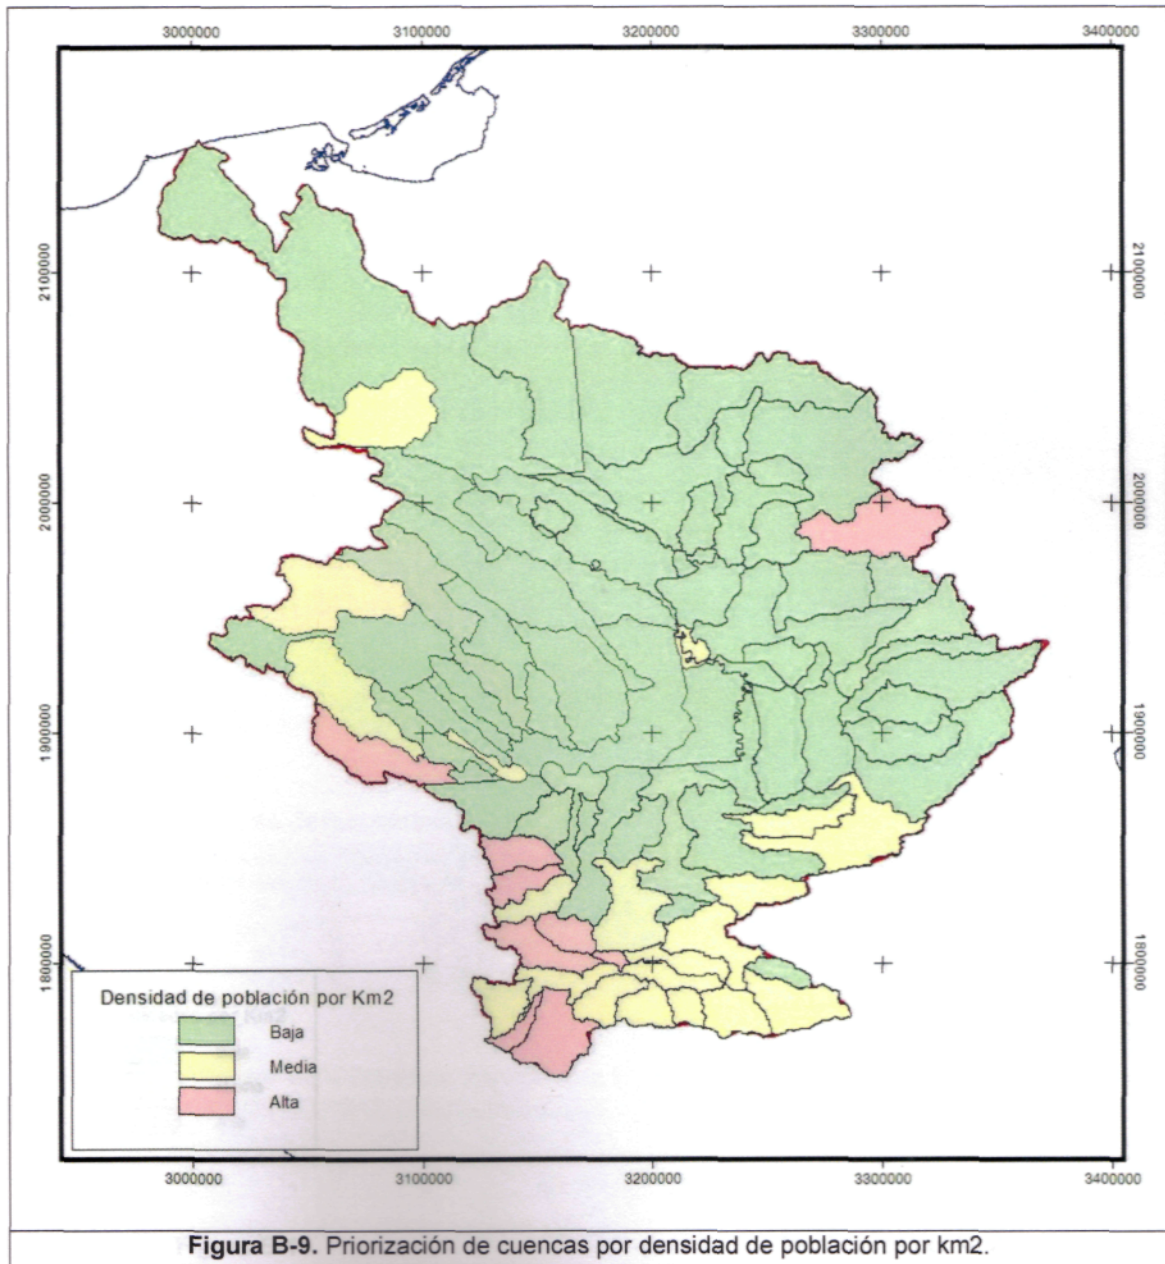 3000000 3100000 3200000 3300000 3400000
2100000 2100000
2000000 2000000
1900000 1900000
1800000 1800000
Densidad de población por Km2
Baja
Media
Alta
3000000 3100000 3200000 3300000 3400000
Figura B-9. Priorización de cuencas por densidad de población por km2.